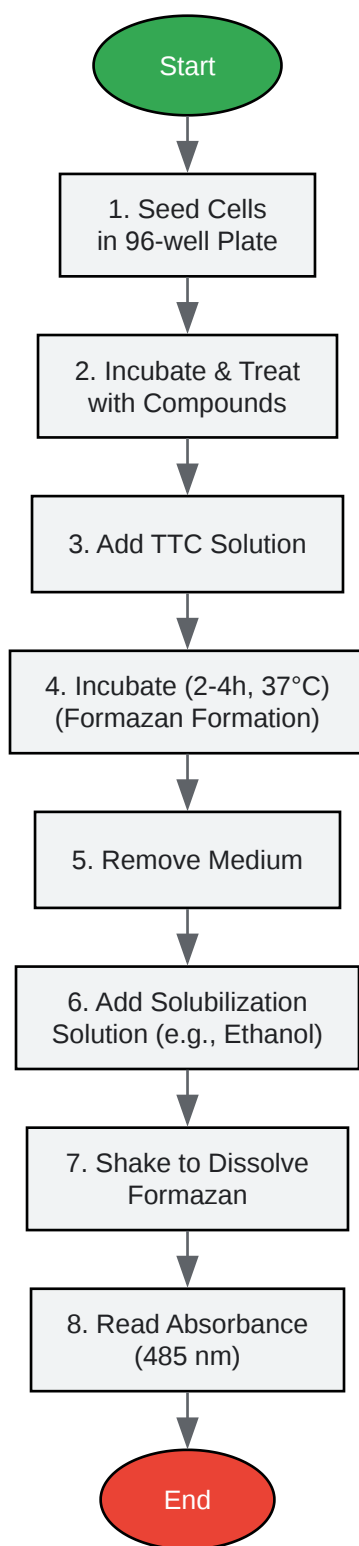 Start
1. Seed Cells
in 96-well Plate
2. Incubate & Treat
with Compounds
3. Add TTC Solution
4. Incubate (2-4h, 37°C)
(Formazan Formation)
5. Remove Medium
6. Add Solubilization
Solution (e.g., Ethanol)
7. Shake to Dissolve
Formazan
8. Read Absorbance
(485 nm)
End